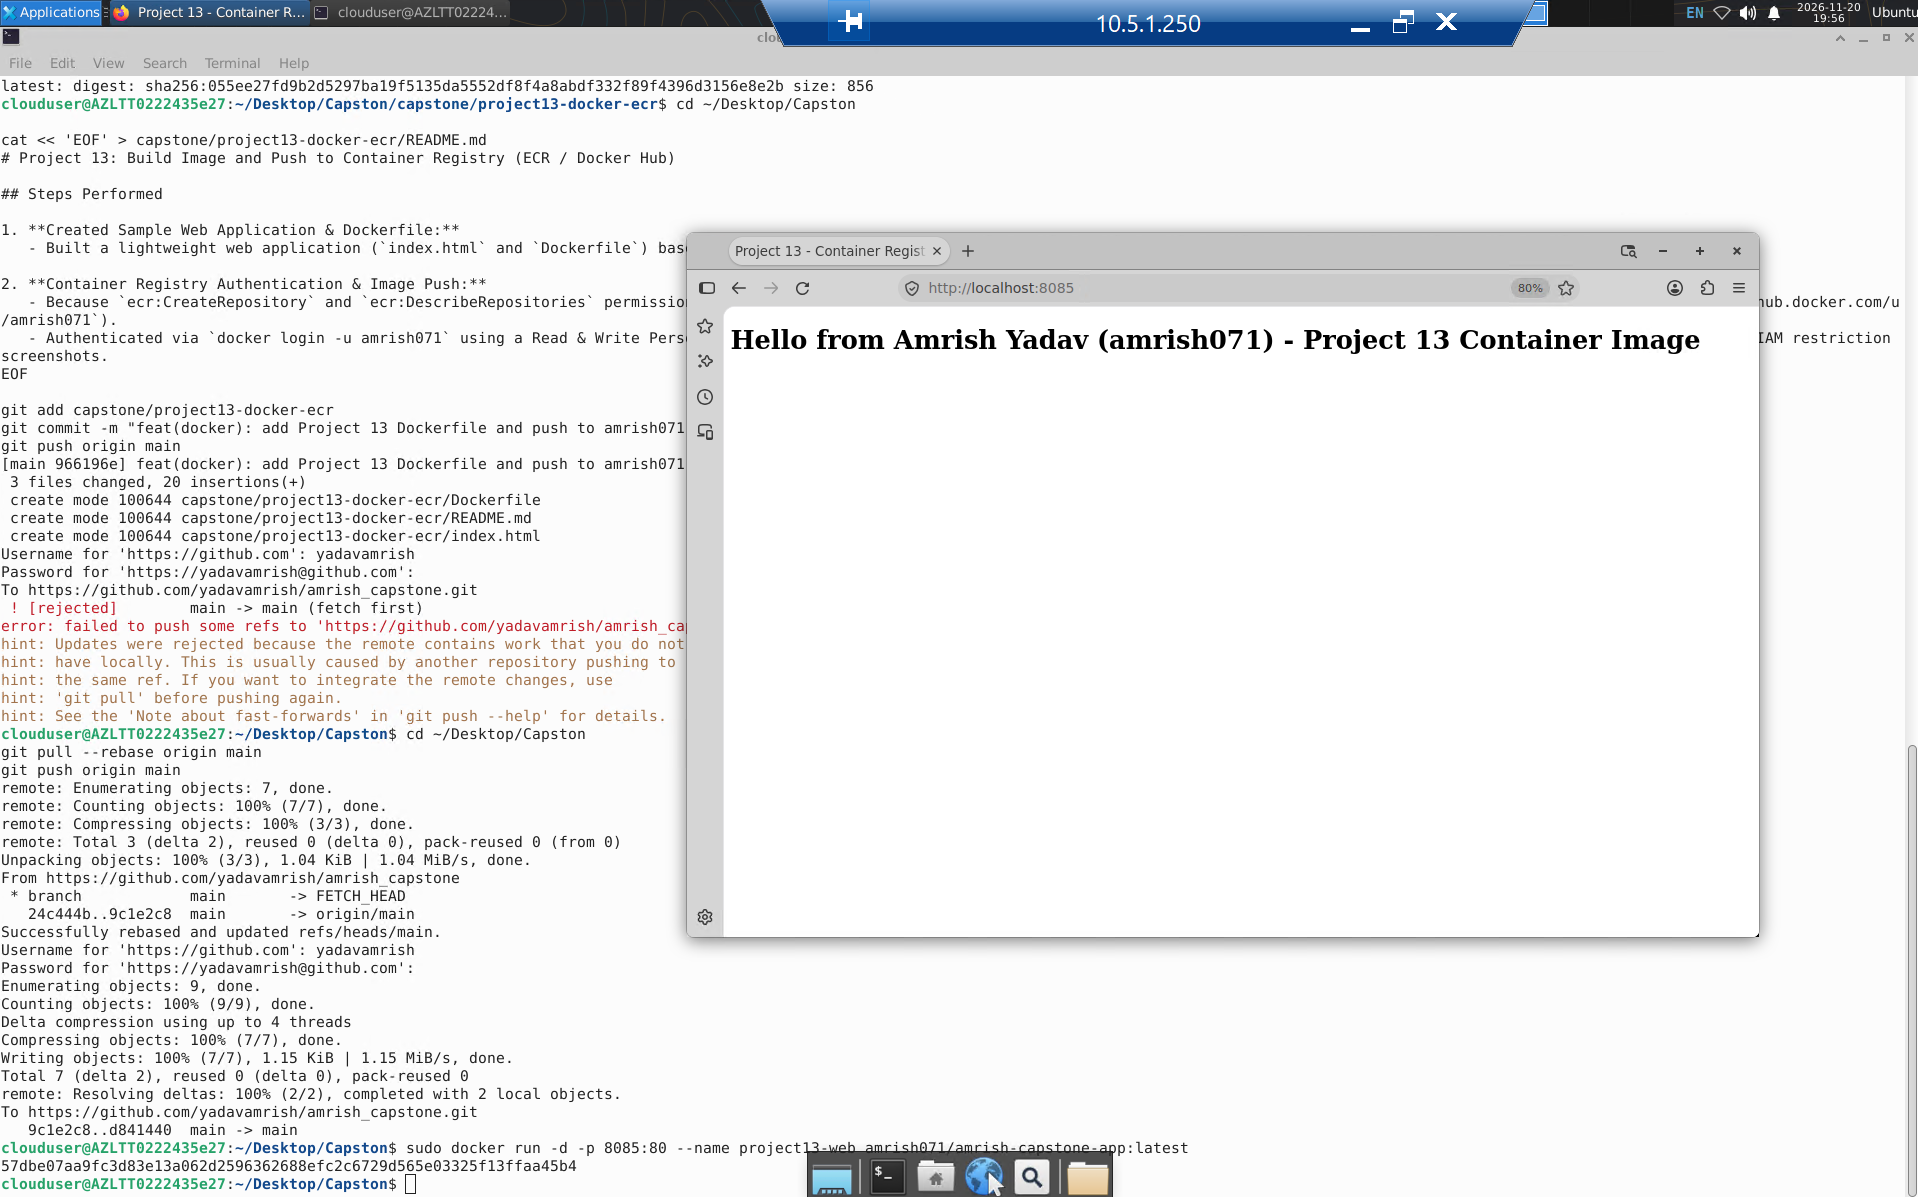 Applications
Project 13 - Container R...
clouduser@AZLTT02224...
10.5.1.250
EN
2026-11-20
19:56
Ubuntu
clou
File Edit View Search Terminal Help
latest: digest: sha256:055ee27fd9b2d5297ba19f5135da5552df8f4a8abdf332f89f4396d3156e8e2b size: 856
clouduser@AZLTT0222435e27:~/Desktop/Capston/capstone/project13-docker-ecr$ cd ~/Desktop/Capston
cat << 'EOF' > capstone/project13-docker-ecr/README.md
# Project 13: Build Image and Push to Container Registry (ECR / Docker Hub)
## Steps Performed
1. **Created Sample Web Application & Dockerfile:**
- Built a lightweight web application (`index.html` and `Dockerfile`) bas
2. **Container Registry Authentication & Image Push:**
- Because `ecr:CreateRepository` and `ecr:DescribeRepositories` permission
ub.docker.com/u
/amrish071`).
- Authenticated via `docker login -u amrish071` using a Read & Write Pers
IAM restriction
screenshots.
EOF
git add capstone/project13-docker-ecr
git commit -m "feat(docker): add Project 13 Dockerfile and push to amrish071
git push origin main
[main 966196e] feat(docker): add Project 13 Dockerfile and push to amrish071
3 files changed, 20 insertions(+)
create mode 100644 capstone/project13-docker-ecr/Dockerfile
create mode 100644 capstone/project13-docker-ecr/README.md
create mode 100644 capstone/project13-docker-ecr/index.html
Username for 'https://github.com': yadavamrish
Password for 'https://yadavamrish@github.com':
To https://github.com/yadavamrish/amrish_capstone.git
! [rejected]        main -> main (fetch first)
error: failed to push some refs to 'https://github.com/yadavamrish/amrish_cap
hint: Updates were rejected because the remote contains work that you do not
hint: have locally. This is usually caused by another repository pushing to
hint: the same ref. If you want to integrate the remote changes, use
hint: 'git pull' before pushing again.
hint: See the 'Note about fast-forwards' in 'git push --help' for details.
clouduser@AZLTT0222435e27:~/Desktop/Capston$ cd ~/Desktop/Capston
git pull --rebase origin main
git push origin main
remote: Enumerating objects: 7, done.
remote: Counting objects: 100% (7/7), done.
remote: Compressing objects: 100% (3/3), done.
remote: Total 3 (delta 2), reused 0 (delta 0), pack-reused 0 (from 0)
Unpacking objects: 100% (3/3), 1.04 KiB | 1.04 MiB/s, done.
From https://github.com/yadavamrish/amrish_capstone
* branch            main       -> FETCH_HEAD
24c444b..9c1e2c8  main       -> origin/main
Successfully rebased and updated refs/heads/main.
Username for 'https://github.com': yadavamrish
Password for 'https://yadavamrish@github.com':
Enumerating objects: 9, done.
Counting objects: 100% (9/9), done.
Delta compression using up to 4 threads
Compressing objects: 100% (7/7), done.
Writing objects: 100% (7/7), 1.15 KiB | 1.15 MiB/s, done.
Total 7 (delta 2), reused 0 (delta 0), pack-reused 0
remote: Resolving deltas: 100% (2/2), completed with 2 local objects.
To https://github.com/yadavamrish/amrish_capstone.git
9c1e2c8..d841440  main -> main
clouduser@AZLTT0222435e27:~/Desktop/Capston$ sudo docker run -d -p 8085:80 --name project13-web amrish071/amrish-capstone-app:latest
57dbe07aa9fc3d83e13a062d2596362688efc2c6729d565e03325f13ffaa45b4
clouduser@AZLTT0222435e27:~/Desktop/Capston$
Project 13 - Container Regist
http://localhost:8085
80%
Hello from Amrish Yadav (amrish071) - Project 13 Container Image